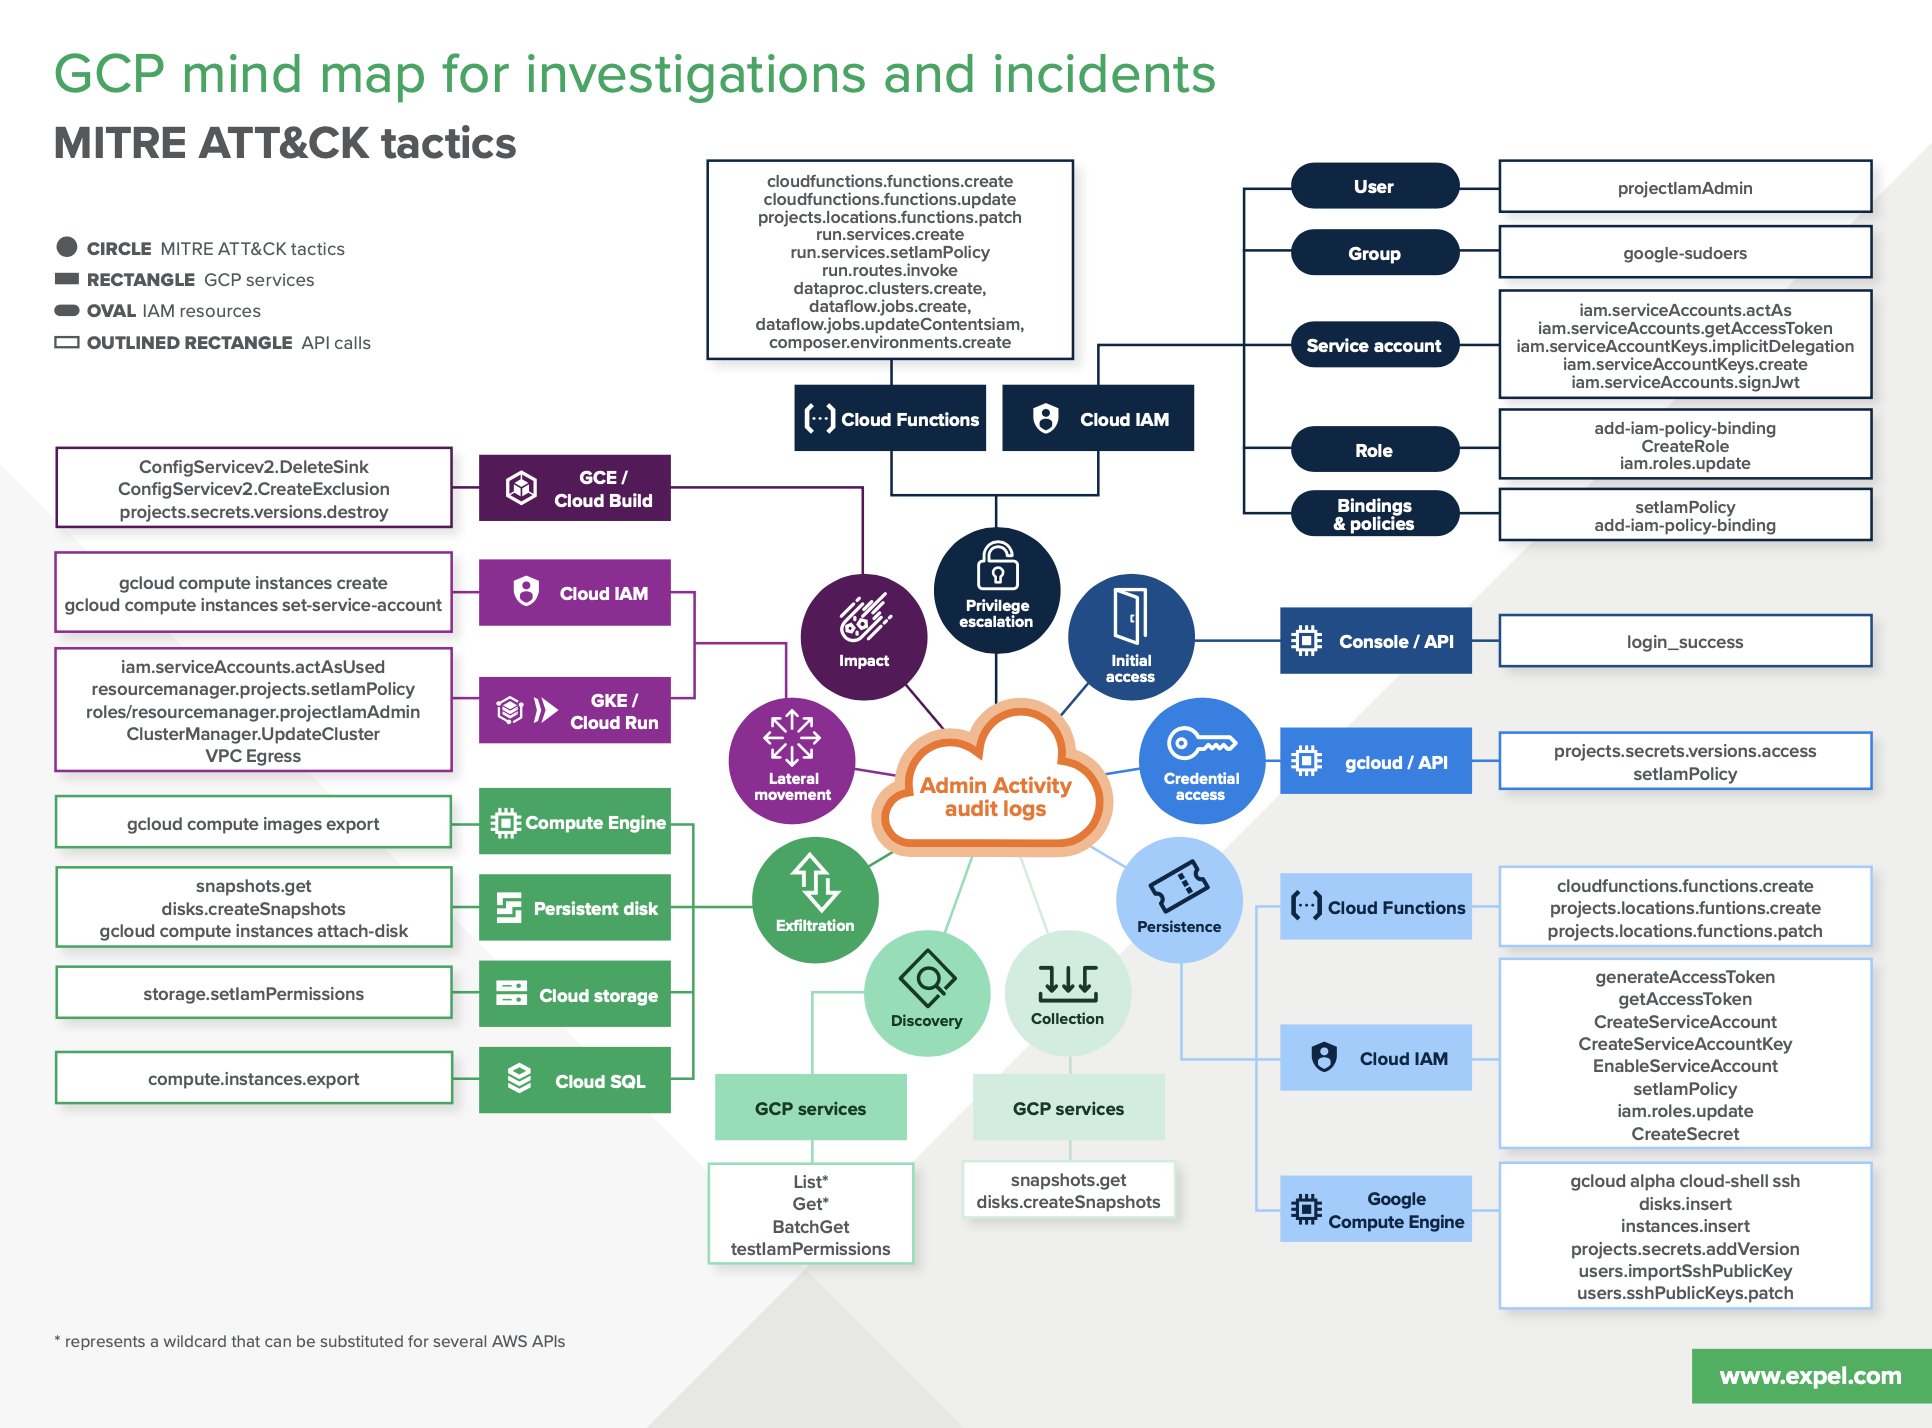 GCP mind map for investigations and incidents
MITRE ATT&CK tactics
CIRCLE MITRE ATT&CK tactics
RECTANGLE GCP services
OVAL IAM resources
OUTLINED RECTANGLE API calls
cloudfunctions.functions.create
cloudfunctions.functions.update
projects.locations.functions.patch
run.services.create
run.services.setIamPolicy
run.routes.invoke
dataproc.clusters.create,
dataflow.jobs.create,
dataflow.jobs.updateContentsiam,
composer.environments.create
Cloud Functions
Cloud IAM
User
projectIamAdmin
Group
google-sudoers
Service account
iam.serviceAccounts.actAs
iam.serviceAccounts.getAccessToken
iam.serviceAccountKeys.implicitDelegation
iam.serviceAccountKeys.create
iam.serviceAccounts.signJwt
Role
add-iam-policy-binding
CreateRole
iam.roles.update
Bindings
& policies
setIamPolicy
add-iam-policy-binding
ConfigServicev2.DeleteSink
ConfigServicev2.CreateExclusion
projects.secrets.versions.destroy
GCE /
Cloud Build
gcloud compute instances create
gcloud compute instances set-service-account
Cloud IAM
iam.serviceAccounts.actAsUsed
resourcemanager.projects.setIamPolicy
roles/resourcemanager.projectIamAdmin
ClusterManager.UpdateCluster
VPC Egress
GKE /
Cloud Run
gcloud compute images export
Compute Engine
snapshots.get
disks.createSnapshots
gcloud compute instances attach-disk
Persistent disk
storage.setIamPermissions
Cloud storage
compute.instances.export
Cloud SQL
Impact
Privilege
escalation
Initial
access
Lateral
movement
Admin Activity
audit logs
Credential
access
Exfiltration
Persistence
Discovery
Collection
Console / API
login_success
gcloud / API
projects.secrets.versions.access
setIamPolicy
Cloud Functions
cloudfunctions.functions.create
projects.locations.funtions.create
projects.locations.functions.patch
Cloud IAM
generateAccessToken
getAccessToken
CreateServiceAccount
CreateServiceAccountKey
EnableServiceAccount
setIamPolicy
iam.roles.update
CreateSecret
Google
Compute Engine
gcloud alpha cloud-shell ssh
disks.insert
instances.insert
projects.secrets.addVersion
users.importSshPublicKey
users.sshPublicKeys.patch
GCP services
List*
Get*
BatchGet
testIamPermissions
GCP services
snapshots.get
disks.createSnapshots
* represents a wildcard that can be substituted for several AWS APIs
www.expel.com